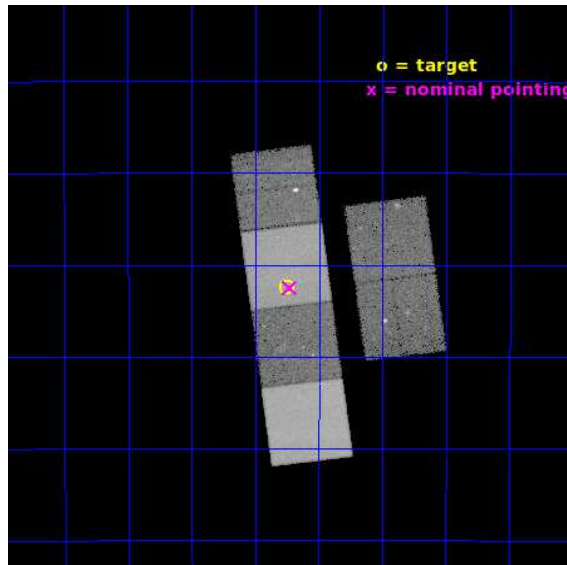 o = target
x = nominal pointing